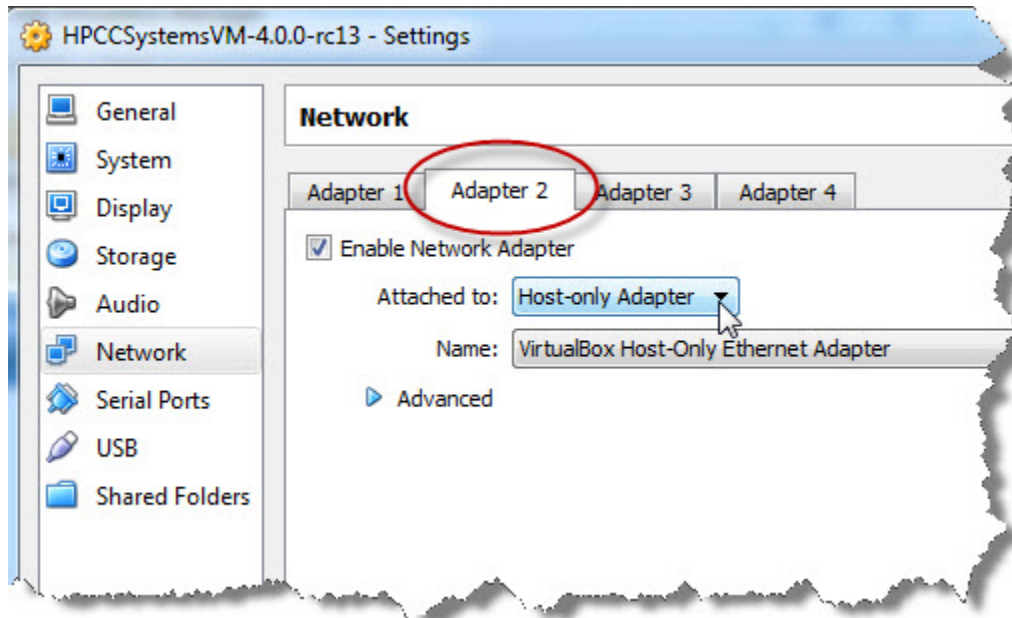 HPCCSystemsVM-4.0.0-rc13 - Settings
General
System
Display
Storage
Audio
Network
Serial Ports
USB
Shared Folders
Network
Adapter 1 Adapter 2 Adapter 3 Adapter 4
Enable Network Adapter
Attached to: Host-only Adapter
Name: VirtualBox Host-Only Ethernet Adapter
Advanced